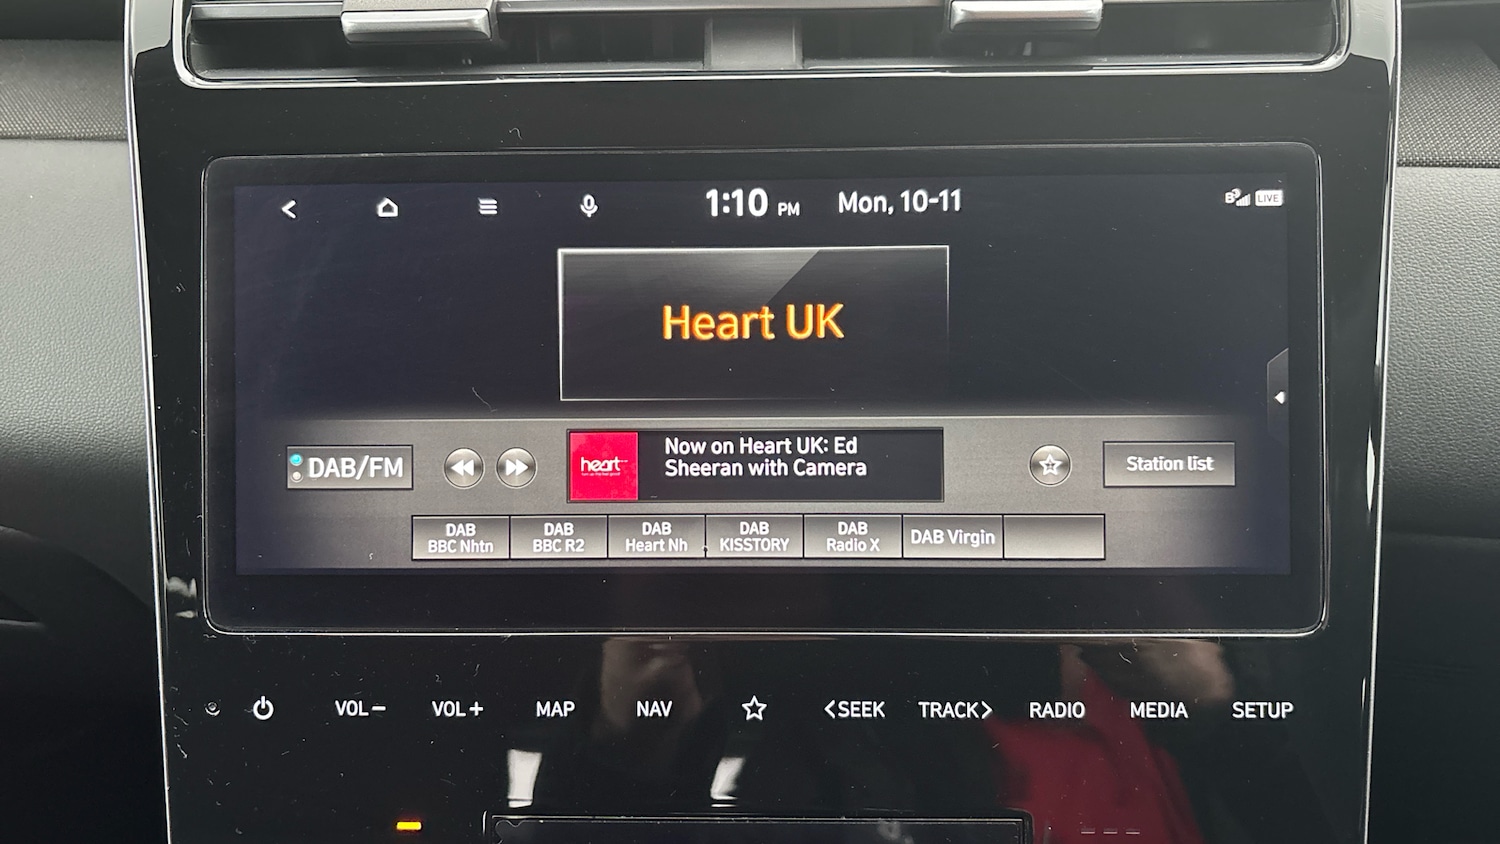 1:10 PM Mon, 10-11
LIVE
Heart UK
DAB/FM
heart
Now on Heart UK: Ed
Sheeran with Camera
Station list
DAB
BBC Nhtn
DAB
BBC R2
DAB
Heart Nh
DAB
KISSTORY
DAB
Radio X
DAB Virgin
VOL−
VOL+
MAP
NAV
<SEEK
TRACK>
RADIO
MEDIA
SETUP